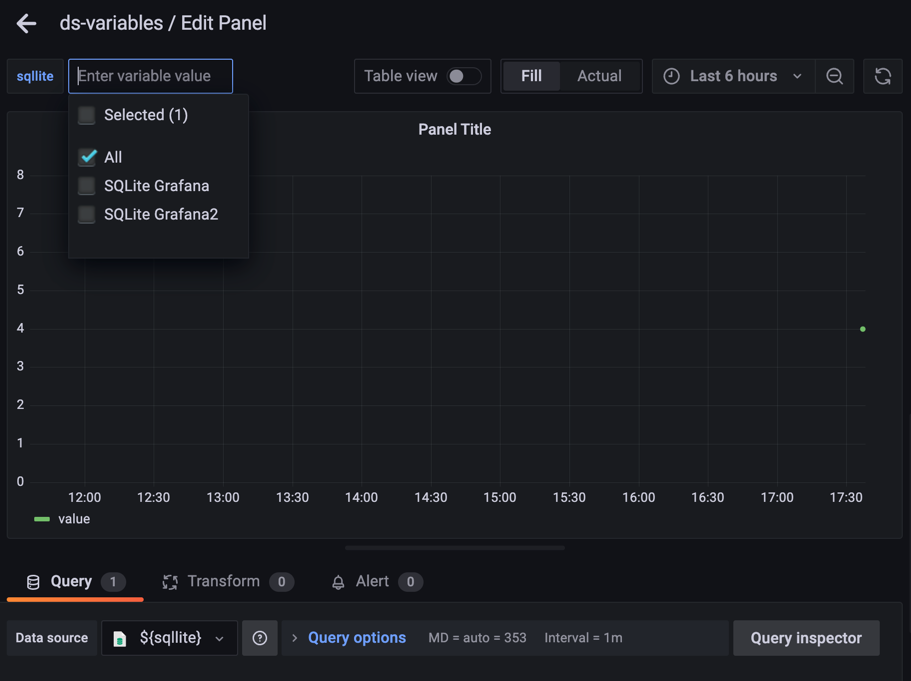 ds-variables / Edit Panel
sqllite
Enter variable value
Table view
Fill
Actual
Last 6 hours
Selected (1)
All
SQLite Grafana
SQLite Grafana2
Panel Title
8
7
6
5
4
3
2
1
0
12:00 12:30 13:00 13:30 14:00 14:30 15:00 15:30 16:00 16:30 17:00 17:30
value
Query 1
Transform 0
Alert 0
Data source
${sqllite}
?
> Query options MD = auto = 353 Interval = 1m
Query inspector